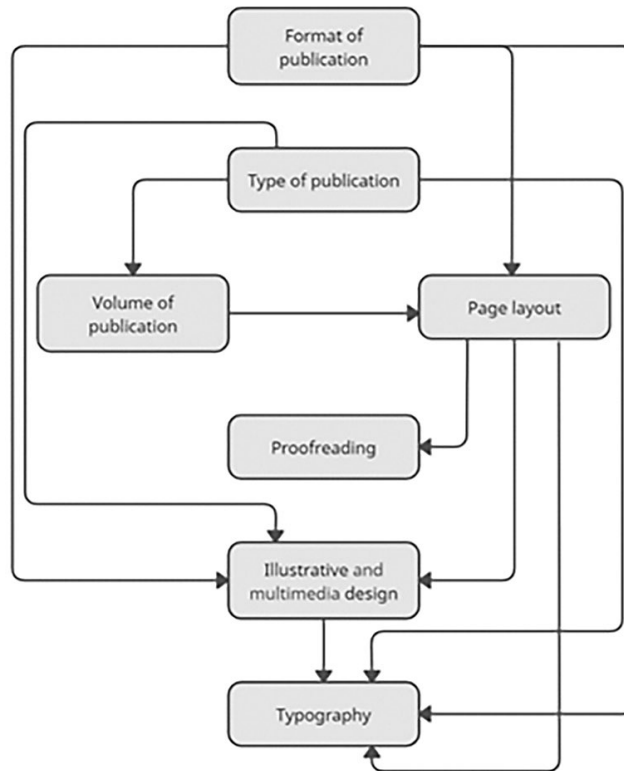 Format of
publication
Type of publication
Volume of
publication
Page layout
Proofreading
Illustrative and
multimedia design
Typography